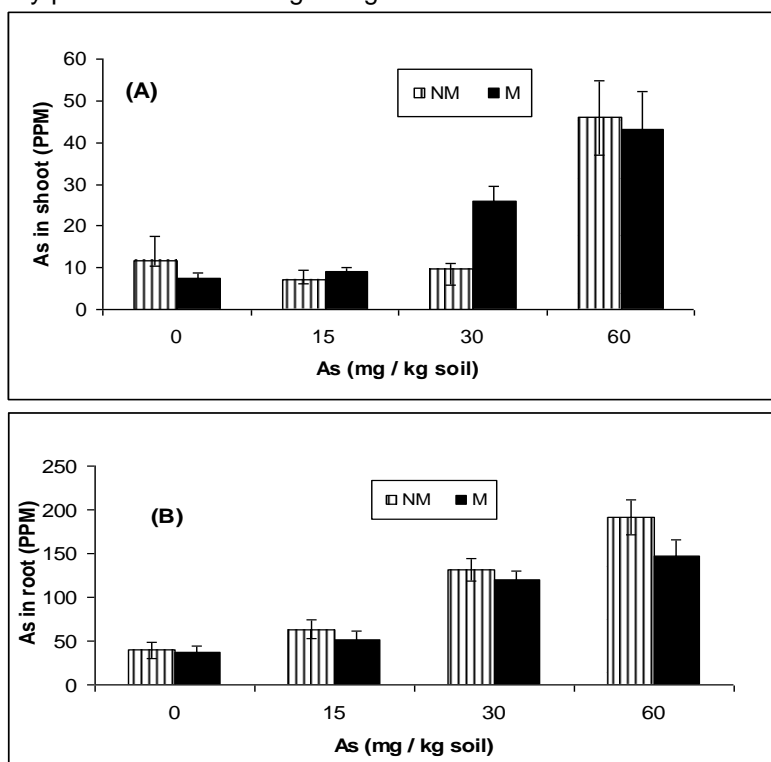 60
50
40
30
20
10
0
As in shoot (PPM)
(A)
NM M
0 15 30 60
As (mg / kg soil)
250
200
150
100
50
0
As in root (PPM)
(B)
NM M
0 15 30 60
As (mg / kg soil)